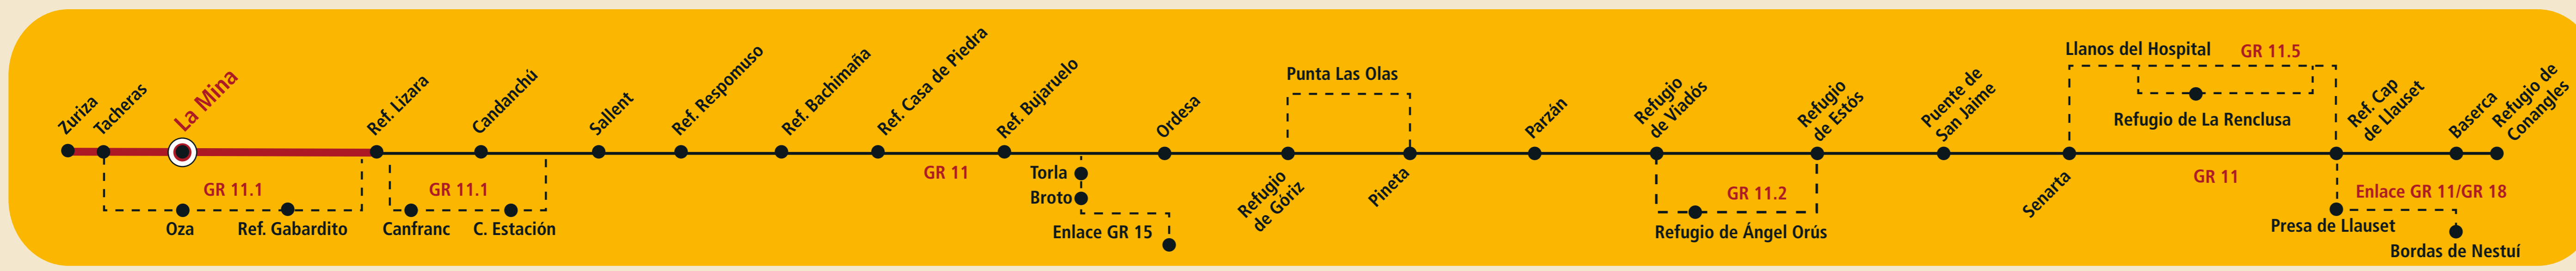 Zuriza
Tacheras
La Mina
Ref. Lizara
Candanchú
Sallent
Ref. Respomuso
Ref. Bachimaña
Ref. Casa de Piedra
Ref. Bujaruelo
Ordesa
Punta Las Olas
Parzán
Refugio
de Viadós
Refugio
de Estós
Puente de
San Jaime
Llanos del Hospital
GR 11.5
Refugio de La Renclusa
Ref. Cap
de Llauset
Baserca
Refugio de
Conangles
GR 11.1
Oza
Ref. Gabardito
GR 11.1
Canfranc
C. Estación
GR 11
Torla
Broto
Enlace GR 15
Refugio
de Góriz
Pineta
GR 11.2
Refugio de Ángel Orús
Senarta
GR 11
Enlace GR 11/GR 18
Presa de Llauset
Bordas de Nestuí